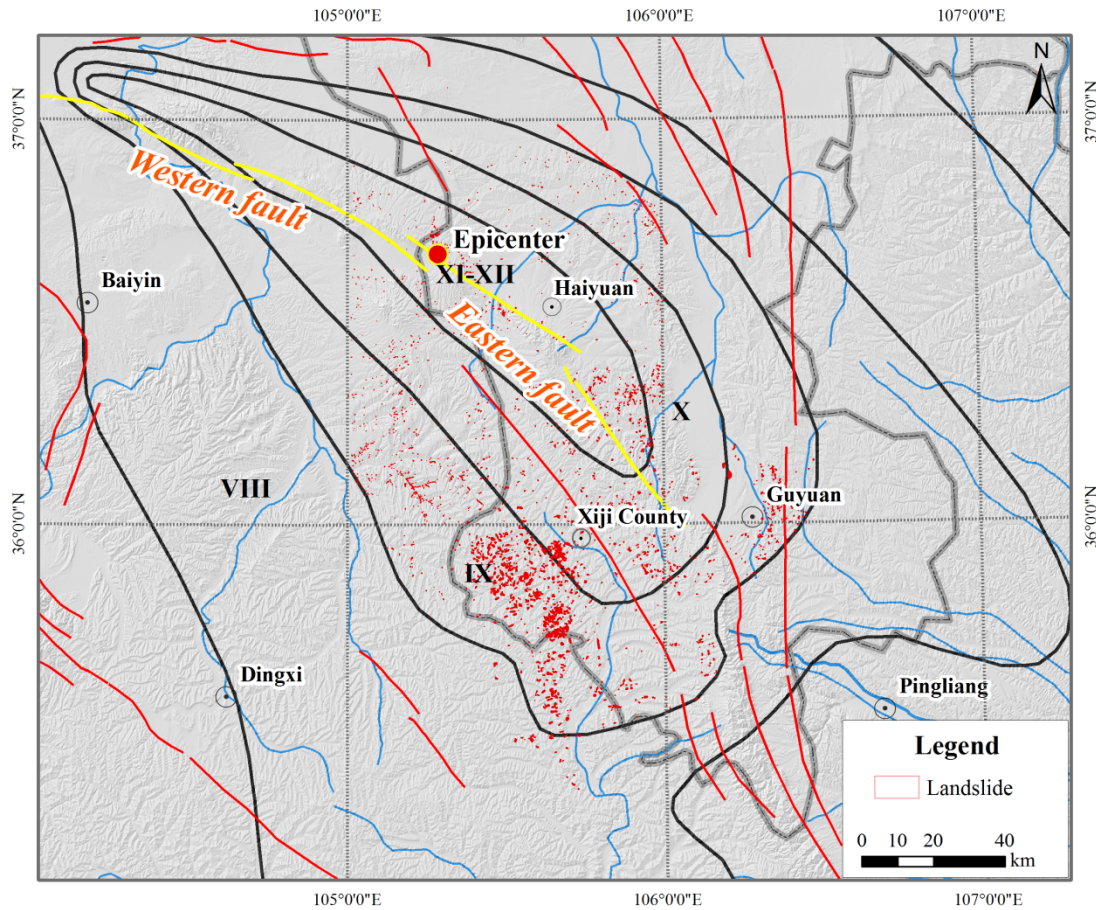 105°0'0"E 106°0'0"E 107°0'0"E
N
37°0'0"N 37°0'0"N
Western fault
Epicenter
XI-XII
Baiyin
Haiyuan
Eastern fault
X
VIII
Guyuan
36°0'0"N 36°0'0"N
Xiji County
IX
Dingxi
Pingliang
Legend
Landslide
0 10 20 40
km
105°0'0"E 106°0'0"E 107°0'0"E